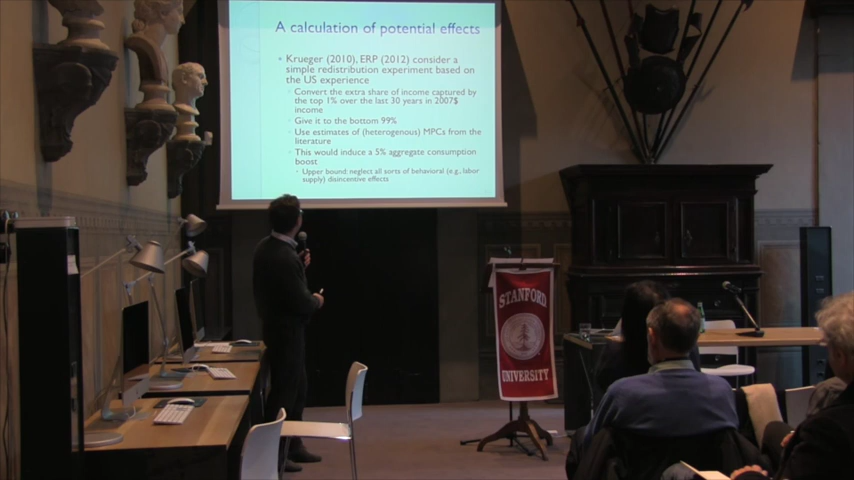 A calculation of potential effects
Krueger (2010), ERP (2012) consider a
simple redistribution experiment based on
the US experience
Convert the extra share of income captured by
the top 1% over the last 30 years in 2007$
income
Give it to the bottom 99%
Use estimates of (heterogenous) MPCs from the
literature
This would induce a 5% aggregate consumption
boost
Upper bound: neglect all sorts of behavioral (e.g., labor
supply) disincentive effects
STANFORD
UNIVERSITY